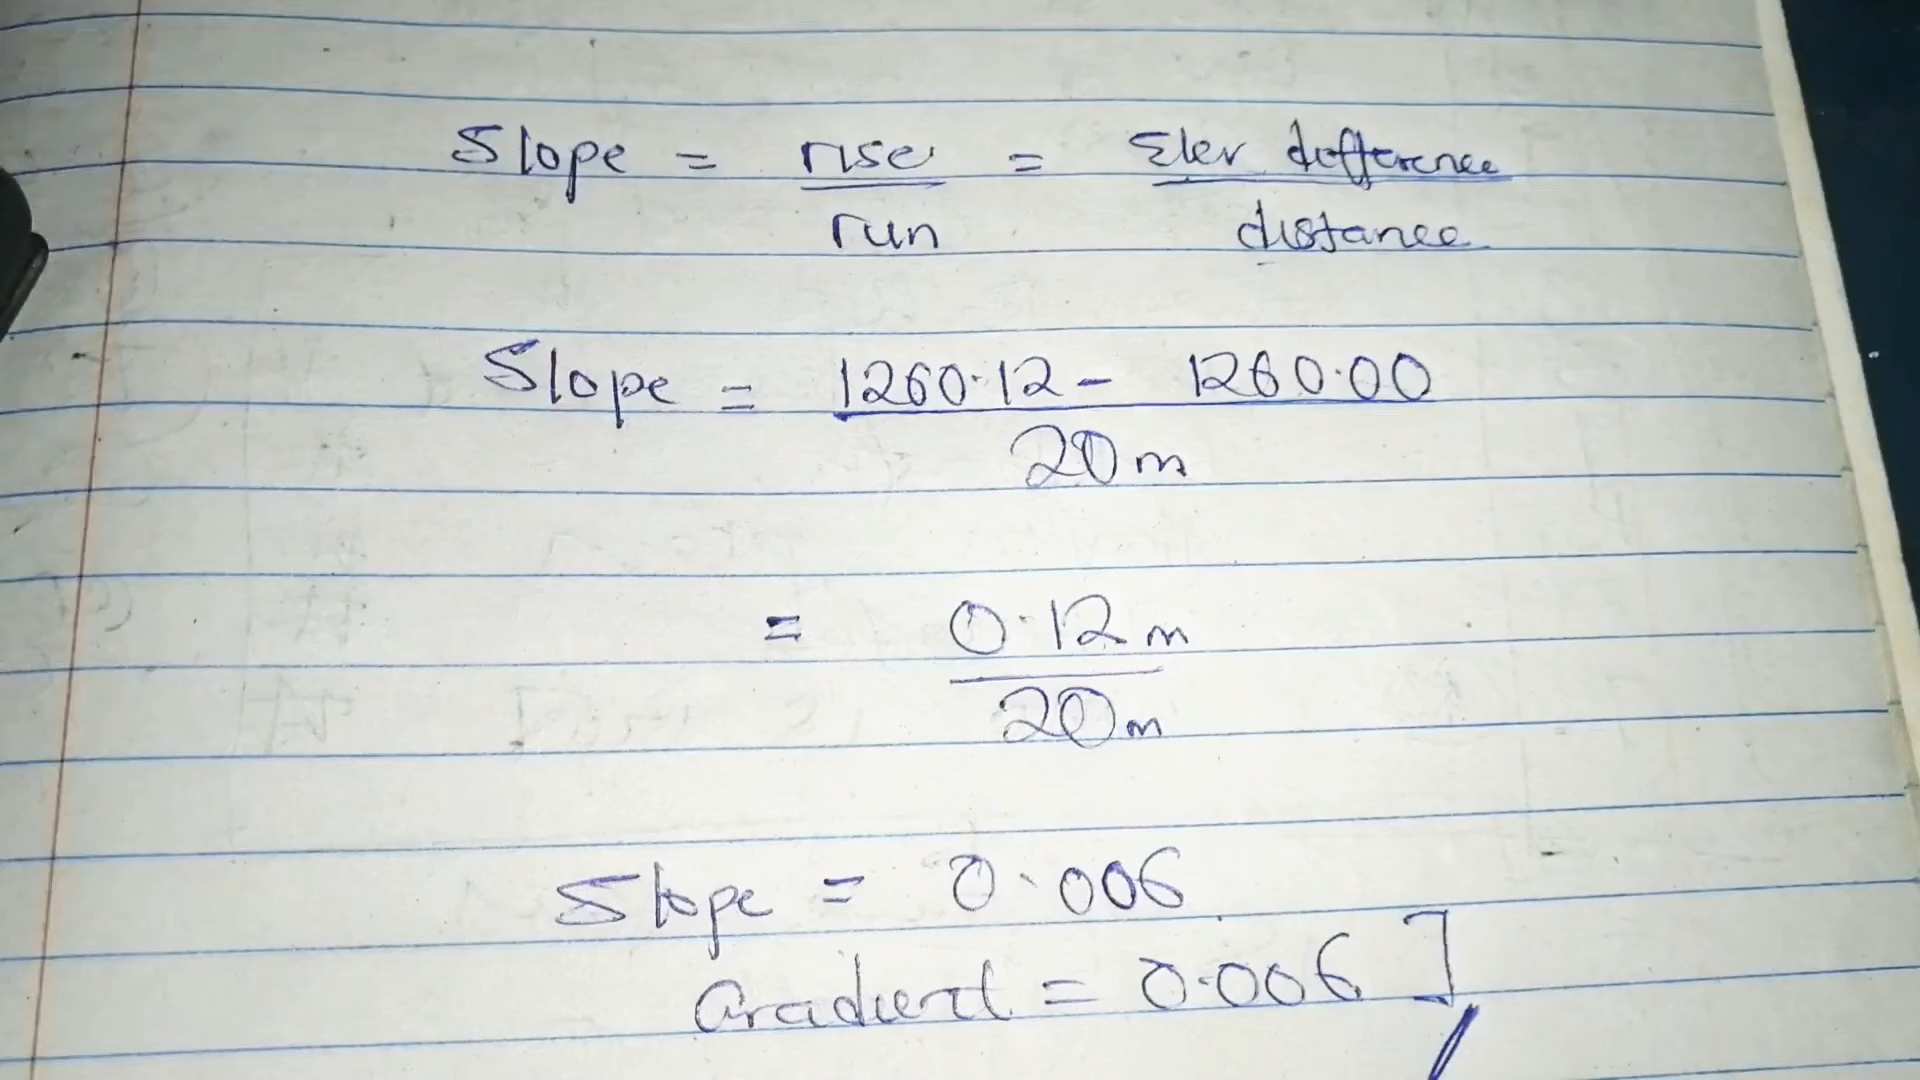 Slope = rise = Elev difference
run distance
Slope = 1260.12 - 1260.00
20m
= 0.12m
20m
Slope = 0.006
Gradient = 0.006]